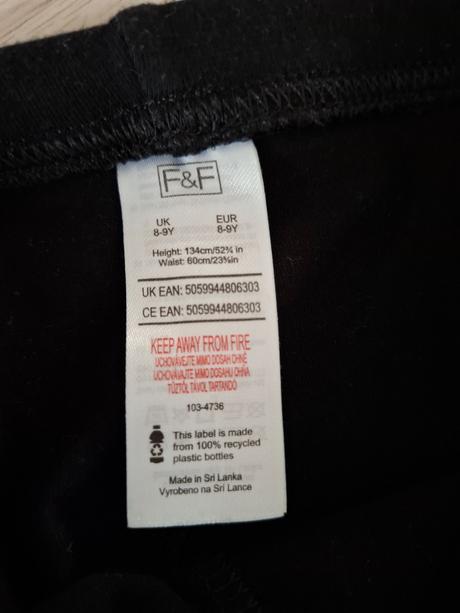 F&F
UK EUR
8-9Y 8-9Y
Height: 134cm/52¾ in
Waist: 60cm/23⅝in
UK EAN: 5059944806303
CE EAN: 5059944806303
KEEP AWAY FROM FIRE
UCHOVÁVEJTE MIMO DOSAH OHNĚ
UCHOVÁVAJTE MIMO DOSAHU OHŇA
TŰZTŐL TÁVOL TARTANDÓ
103-4736
This label is made
from 100% recycled
plastic bottles
Made in Sri Lanka
Vyrobeno na Srí Lance